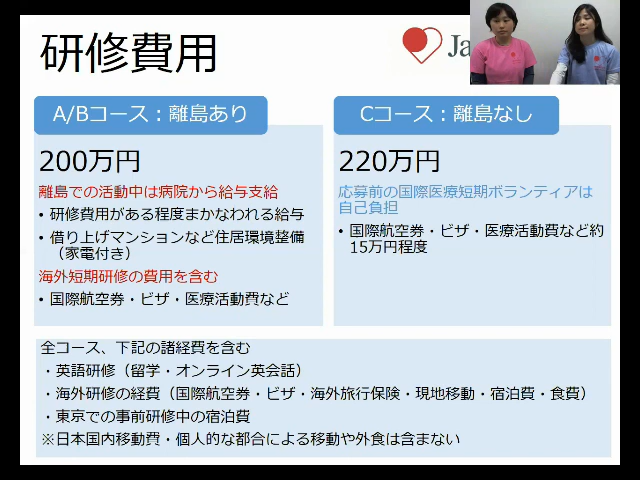 研修費用
Ja
A/Bコース：離島あり
200万円
離島での活動中は病院から給与支給
• 研修費用がある程度まかなわれる給与
• 借り上げマンションなど住居環境整備
（家電付き）
海外短期研修の費用を含む
• 国際航空券・ビザ・医療活動費など
Cコース：離島なし
220万円
応募前の国際医療短期ボランティアは
自己負担
• 国際航空券・ビザ・医療活動費など約
15万円程度
全コース、下記の諸経費を含む
・英語研修（留学・オンライン英会話）
・海外研修の経費（国際航空券・ビザ・海外旅行保険・現地移動・宿泊費・食費）
・東京での事前研修中の宿泊費
※日本国内移動費・個人的な都合による移動や外食は含まない